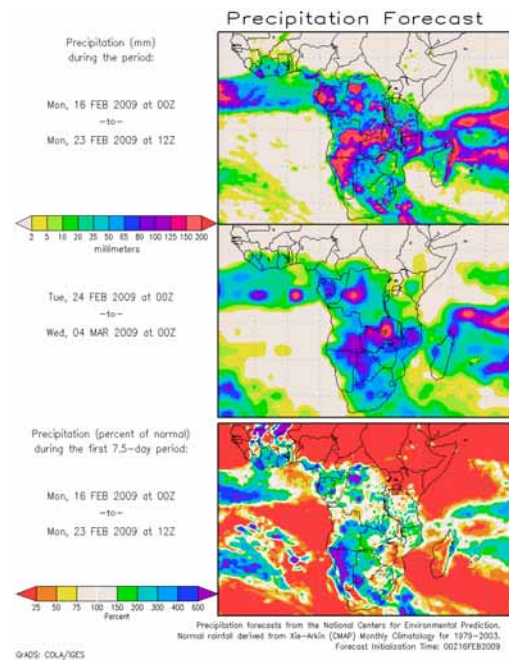 Precipitation Forecast
Precipitation (mm)
during the period:
Mon, 16 FEB 2009 at 00Z
-to-
Mon, 23 FEB 2009 at 12Z
2 5 10 20 35 50 65 80 100 125 150 200
millimeters
Tue, 24 FEB 2009 at 00Z
-to-
Wed, 04 MAR 2009 at 00Z
Precipitation (percent of normal)
during the first 7.5-day period:
Mon, 16 FEB 2009 at 00Z
-to-
Mon, 23 FEB 2009 at 12Z
25 50 75 100 150 200 300 400 600
Percent
Precipitation forecasts from the National Centers for Environmental Prediction.
Normal rainfall derived from Xie-Arkin (CMAP) Monthly Climatology for 1979-2003.
Forecast Initialization Time: 00Z16FEB2009
GrADS: COLA/IGES